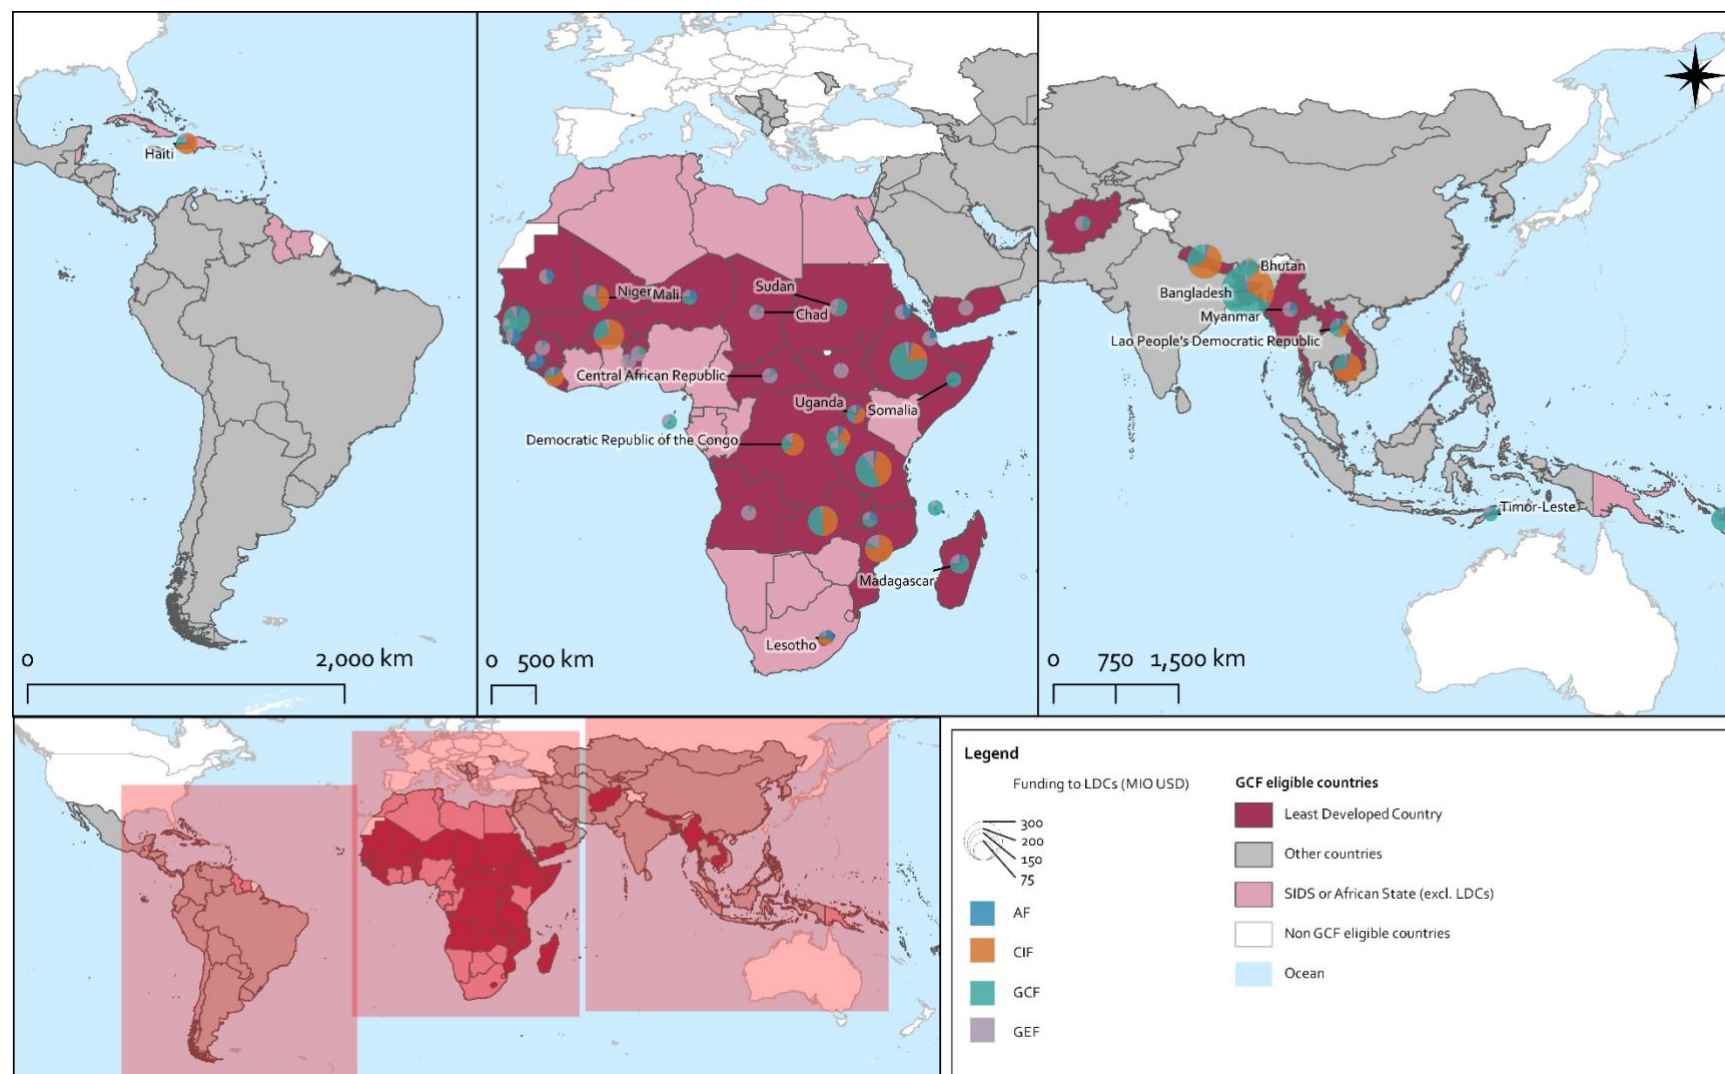 Haiti
0
2,000 km
Niger
Mali
Sudan
Chad
Central African Republic
Uganda
Somalia
Democratic Republic of the Congo
Madagascar
Lesotho
0 500 km
Bhutan
Bangladesh
Myanmar
Lao People's Democratic Republic
Timor-Leste
0 750 1,500 km
Legend
Funding to LDCs (MIO USD)
300
200
150
75
AF
CIF
GCF
GEF
GCF eligible countries
Least Developed Country
Other countries
SIDS or African State (excl. LDCs)
Non GCF eligible countries
Ocean